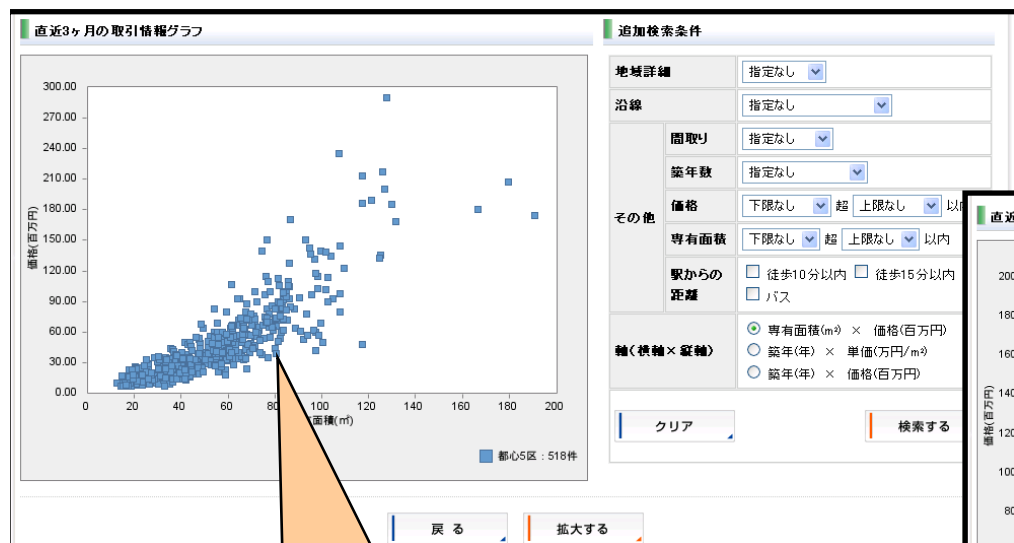 直近3ヶ月の取引情報グラフ
300.00
270.00
240.00
210.00
180.00
150.00
120.00
90.00
60.00
30.00
0.00
価格(百万円)
0 20 40 60 80 100 120 140 160 180 200
面積(㎡)
都心5区：518件
追加検索条件
地域詳細 指定なし
沿線 指定なし
その他
間取り 指定なし
築年数 指定なし
価格 下限なし 超 上限なし 以内
専有面積 下限なし 超 上限なし 以内
駅からの距離 徒歩10分以内 徒歩15分以内
バス
軸(横軸×縦軸)
専有面積(㎡) × 価格(百万円)
築年(年) × 単価(万円/㎡)
築年(年) × 価格(百万円)
クリア 検索する
戻る 拡大する
直近
200
180
160
140
120
100
80
価格(百万円)